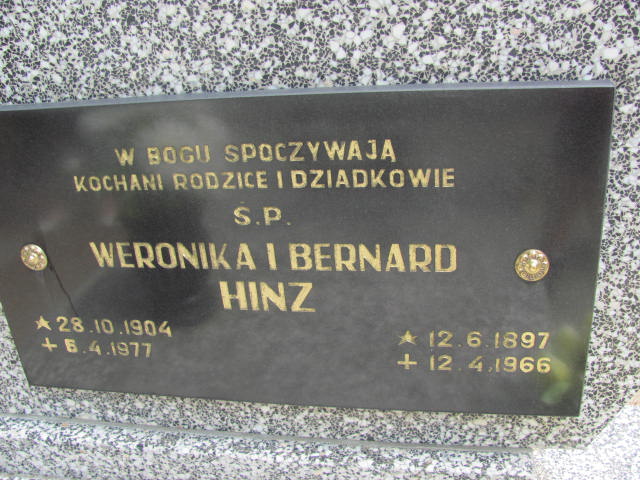 W BOGU SPOCZYWAJĄ
KOCHANI RODZICE I DZIADKOWIE
Ś.P.
WERONIKA I BERNARD
HINZ
★ 28.10.1904
+ 6.4.1977
★ 12.6.1897
+ 12.4.1966